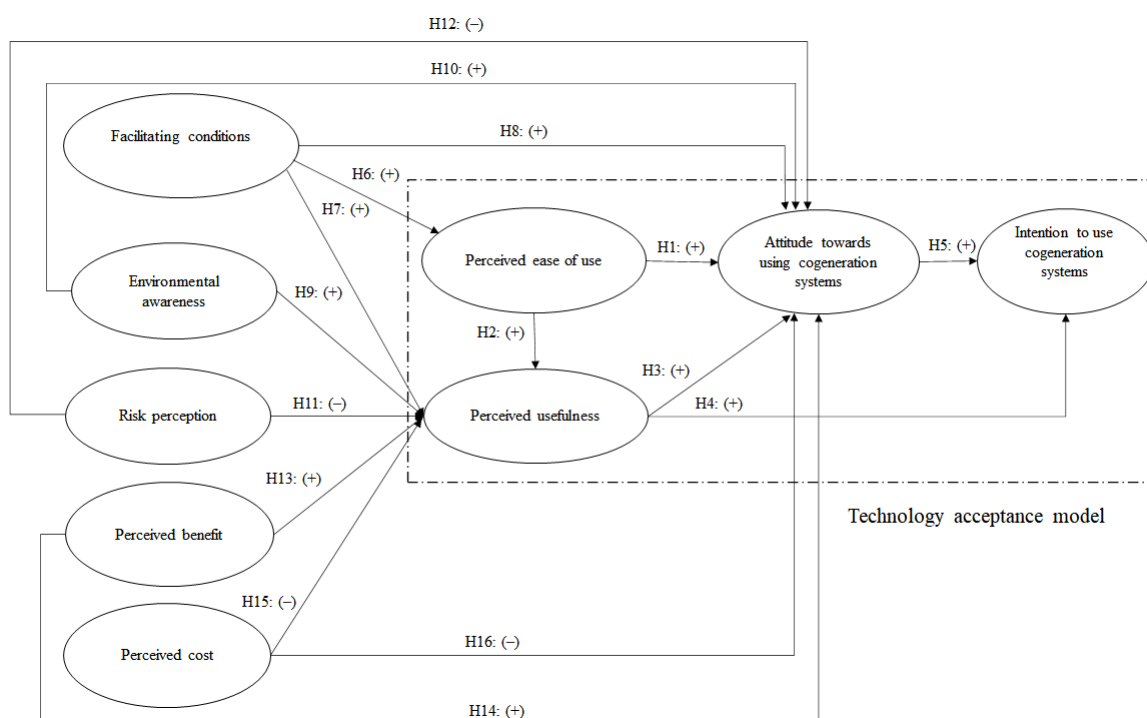 H12: (–)
H10: (+)
Facilitating conditions
H8: (+)
H6: (+)
H7: (+)
Perceived ease of use
H1: (+)
Attitude towards
using cogeneration
systems
H5: (+)
Intention to use
cogeneration
systems
Environmental
awareness
H9: (+)
H2: (+)
H3: (+)
Risk perception
H11: (–)
Perceived usefulness
H4: (+)
H13: (+)
Perceived benefit
Technology acceptance model
H15: (–)
Perceived cost
H16: (–)
H14: (+)